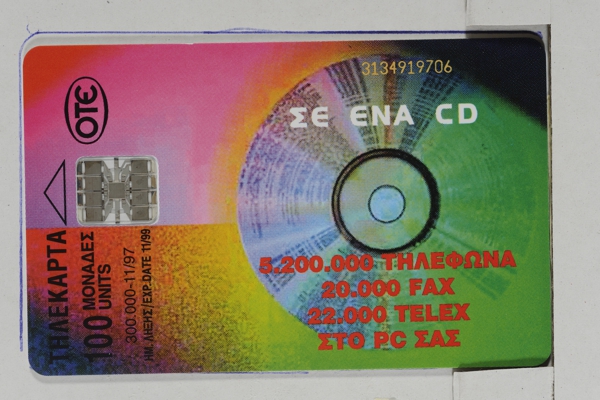 3134919706
ΣΕ ΕΝΑ CD
5.200.000 ΤΗΛΕΦΩΝΑ
20.000 FAX
22.000 TELEX
ΣΤΟ PC ΣΑΣ
ΟΤΕ
ΤΗΛΕΚΑΡΤΑ
100 ΜΟΝΑΔΕΣ
UNITS
300.000-11/97
ΗΜ. ΛΗΞΗΣ/EXP. DATE 11/99